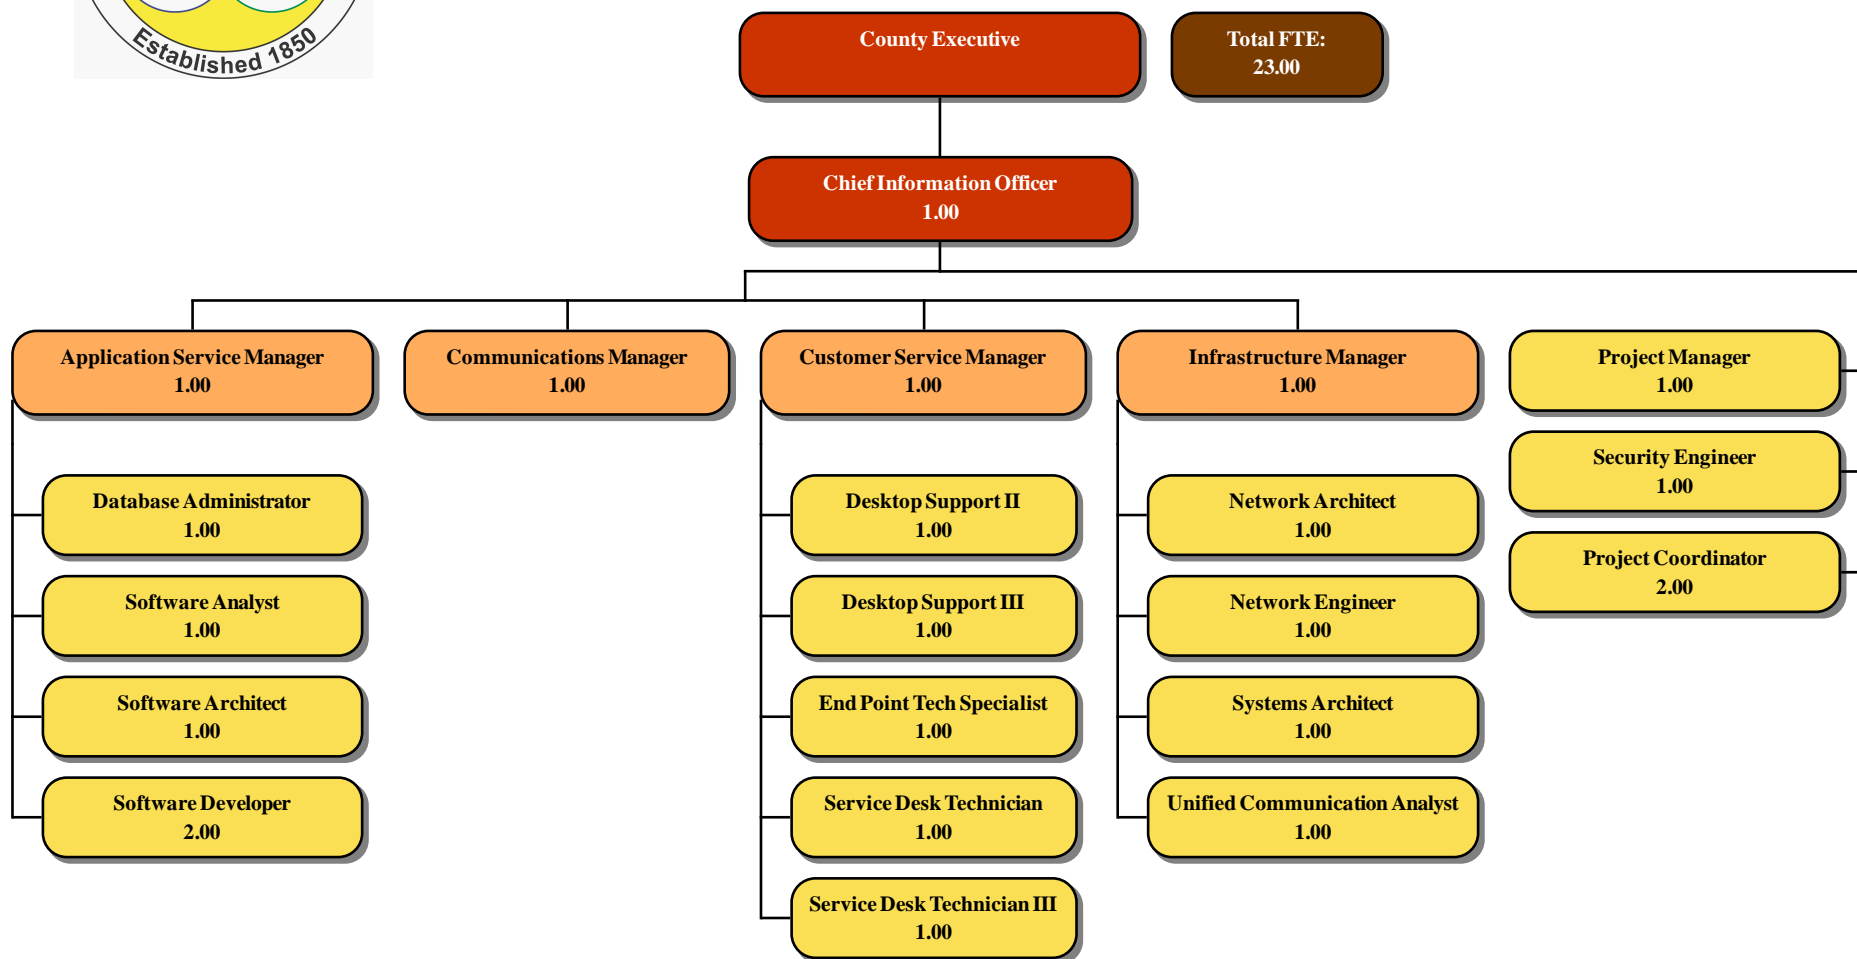 Established 1850
County Executive
Total FTE:
23.00
Chief Information Officer
1.00
Application Service Manager
1.00
Communications Manager
1.00
Customer Service Manager
1.00
Infrastructure Manager
1.00
Project Manager
1.00
Security Engineer
1.00
Project Coordinator
2.00
Database Administrator
1.00
Software Analyst
1.00
Software Architect
1.00
Software Developer
2.00
Desktop Support II
1.00
Desktop Support III
1.00
End Point Tech Specialist
1.00
Service Desk Technician
1.00
Service Desk Technician III
1.00
Network Architect
1.00
Network Engineer
1.00
Systems Architect
1.00
Unified Communication Analyst
1.00